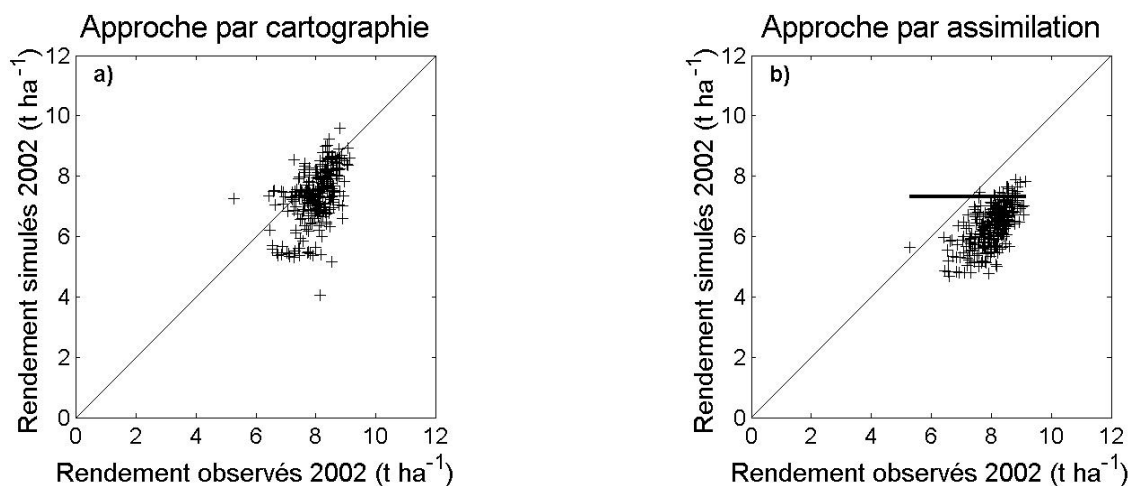 Approche par cartographie
a)
12
10
8
6
4
2
0
0 2 4 6 8 10 12
Rendement simulés 2002 (t ha⁻¹)
Rendement observés 2002 (t ha⁻¹)
Approche par assimilation
b)
12
10
8
6
4
2
0
0 2 4 6 8 10 12
Rendement simulés 2002 (t ha⁻¹)
Rendement observés 2002 (t ha⁻¹)